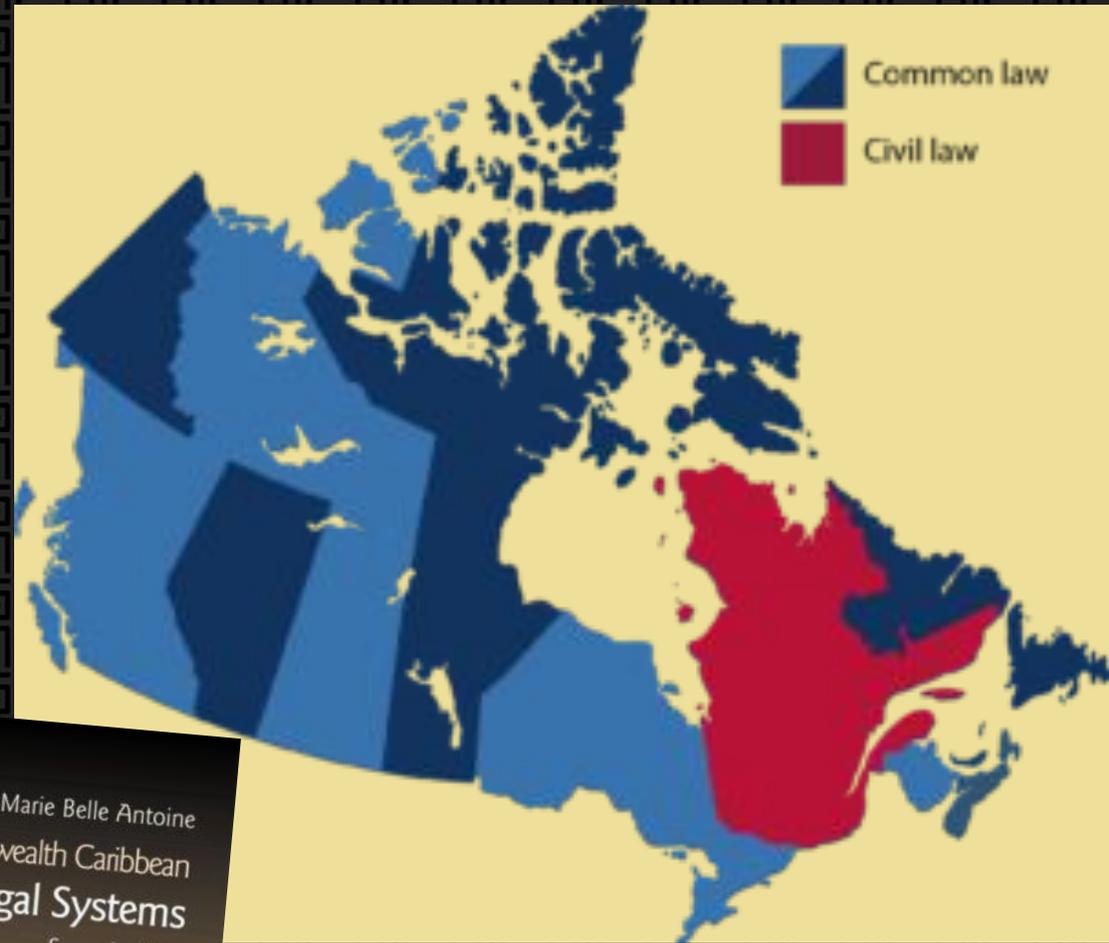 Common law
Civil law
Marie Belle Antoine
wealth Caribbean
gal Systems